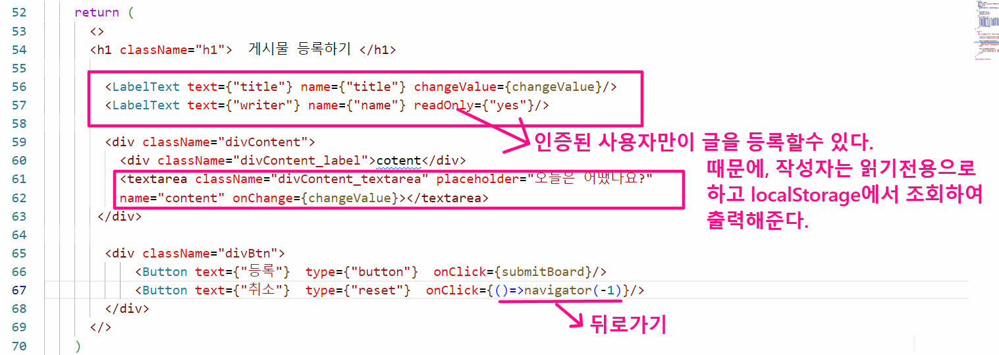 52 return (
53 <>
54 <h1 className="h1"> 게시물 등록하기 </h1>
55
56 <LabelText text={"title"} name={"title"} changeValue={changeValue}/>
57 <LabelText text={"writer"} name={"name"} readOnly={"yes"}/>
58
인증된 사용자만이 글을 등록할수 있다.
때문에, 작성자는 읽기전용으로
하고 localStorage에서 조회하여
출력해준다.
59 <div className="divContent">
60 <div className="divContent_label">cotent</div>
61 <textarea className="divContent_textarea" placeholder="오늘은 어땠나요?"
62 name="content" onChange={changeValue}></textarea>
63 </div>
64
65 <div className="divBtn">
66 <Button text={"등록"} type={"button"} onClick={submitBoard}/>
67 <Button text={"취소"} type={"reset"} onClick={()=>navigator(-1)}/>
68 </div>
뒤로가기
69 </>
70 )